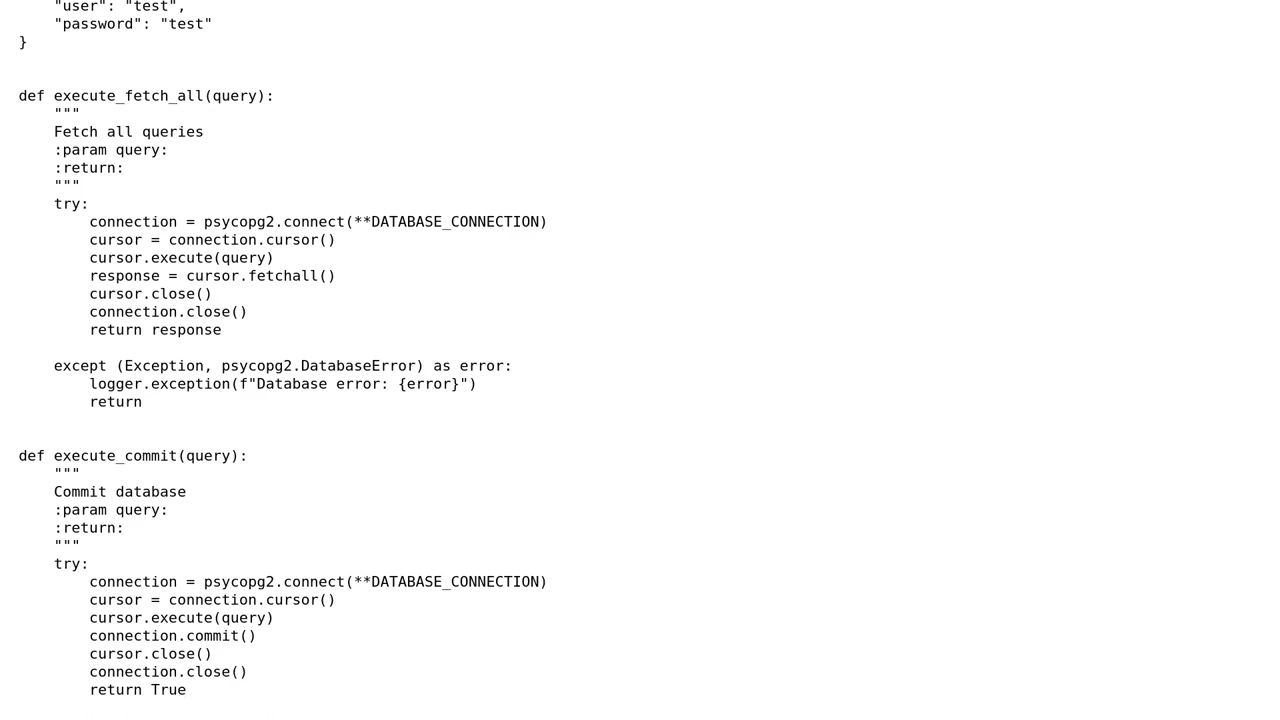 "user": "test",
    "password": "test"
}


def execute_fetch_all(query):
    """
    Fetch all queries
    :param query:
    :return:
    """
    try:
        connection = psycopg2.connect(**DATABASE_CONNECTION)
        cursor = connection.cursor()
        cursor.execute(query)
        response = cursor.fetchall()
        cursor.close()
        connection.close()
        return response

    except (Exception, psycopg2.DatabaseError) as error:
        logger.exception(f"Database error: {error}")
        return


def execute_commit(query):
    """
    Commit database
    :param query:
    :return:
    """
    try:
        connection = psycopg2.connect(**DATABASE_CONNECTION)
        cursor = connection.cursor()
        cursor.execute(query)
        connection.commit()
        cursor.close()
        connection.close()
        return True